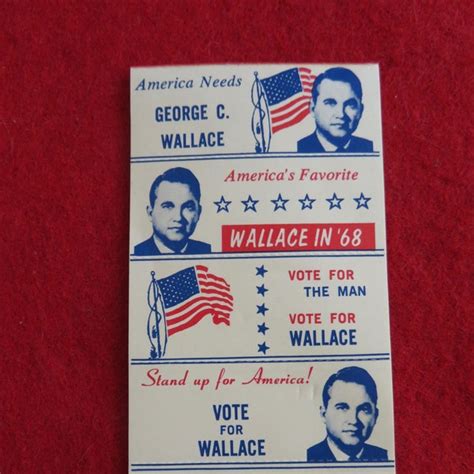 America Needs
GEORGE C.
WALLACE
America's Favorite
WALLACE IN '68
VOTE FOR
THE MAN
VOTE FOR
WALLACE
Stand up for America!
VOTE
FOR
WALLACE